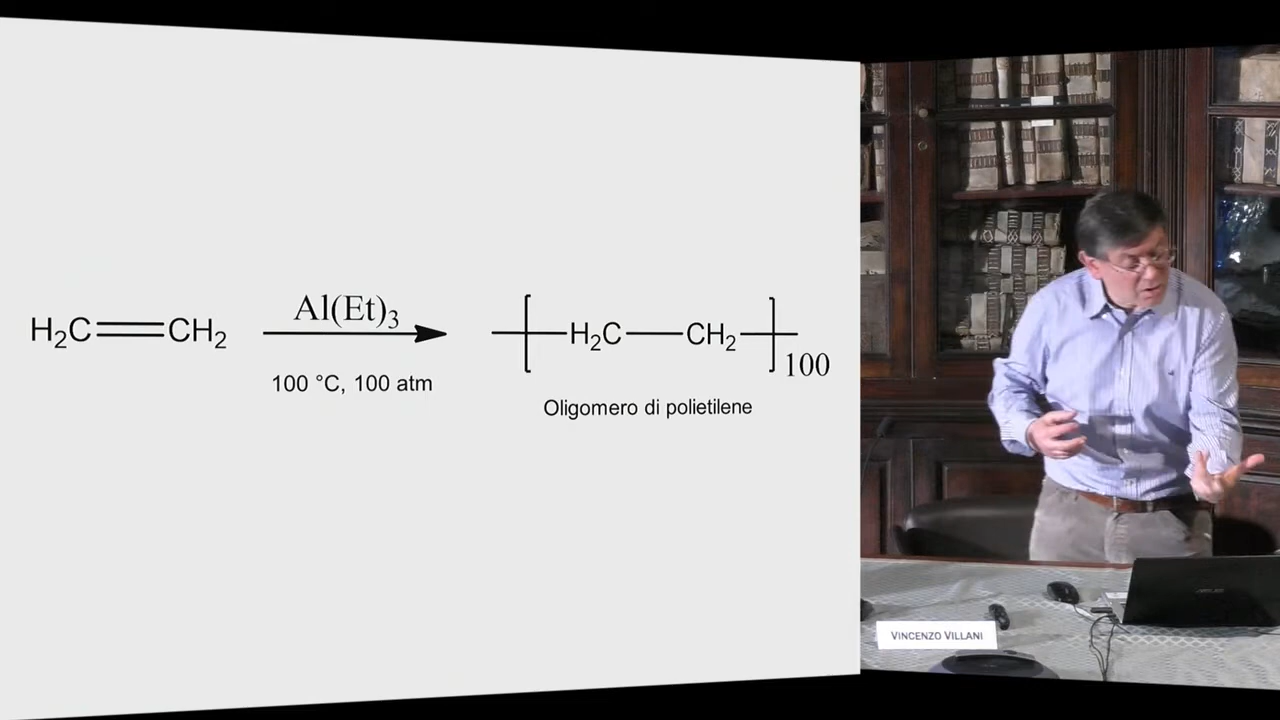 H₂C=CH₂
Al(Et)₃
100 °C, 100 atm
[H₂C—CH₂]₁₀₀
Oligomero di polietilene
VINCENZO VILLANI